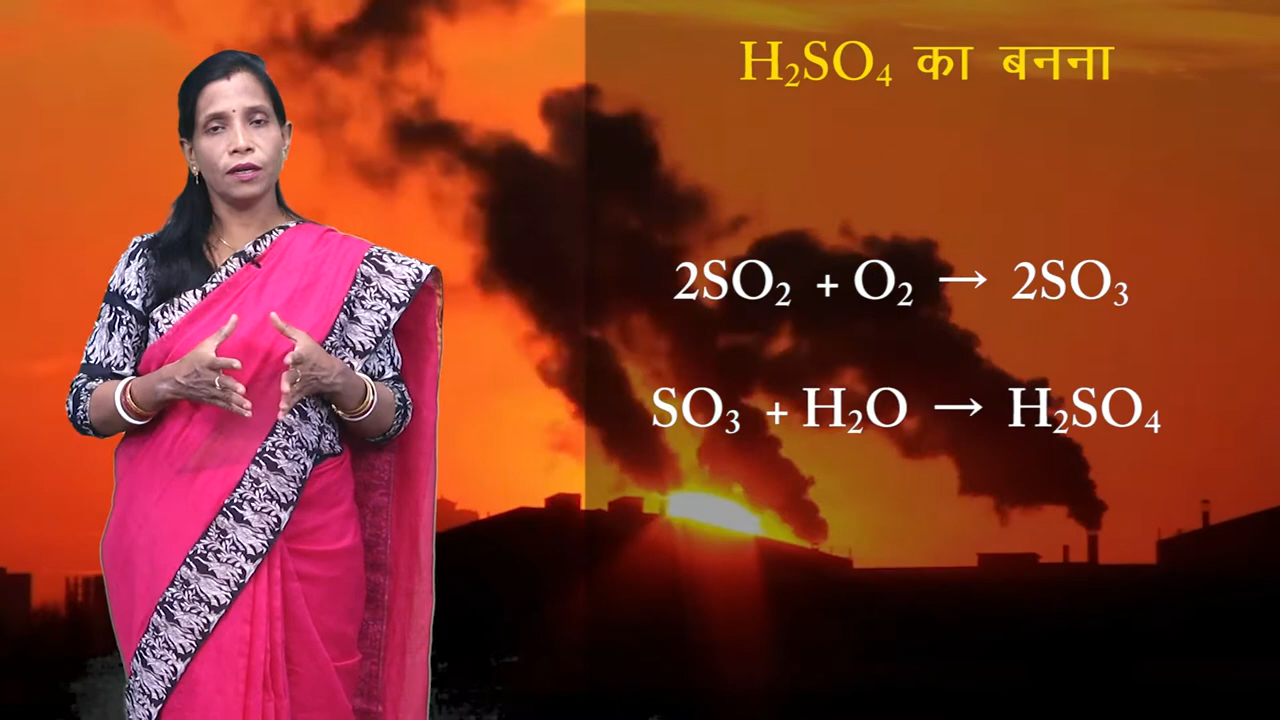 H₂SO₄ का बनना
2SO₂ + O₂ → 2SO₃
SO₃ + H₂O → H₂SO₄